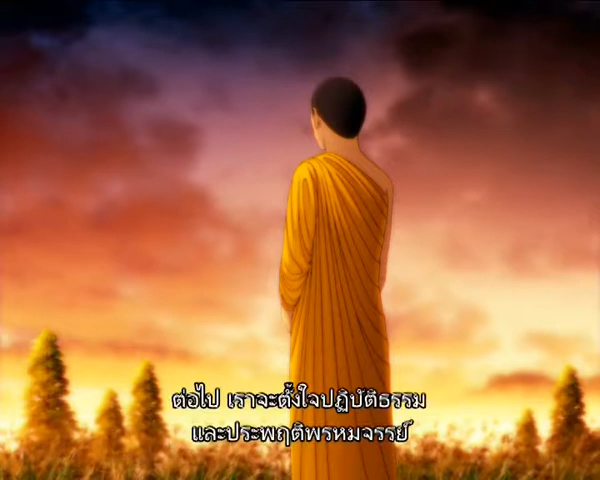 ต่อไป เราจะตั้งใจปฏิบัติธรรม
และประพฤติพรหมจรรย์